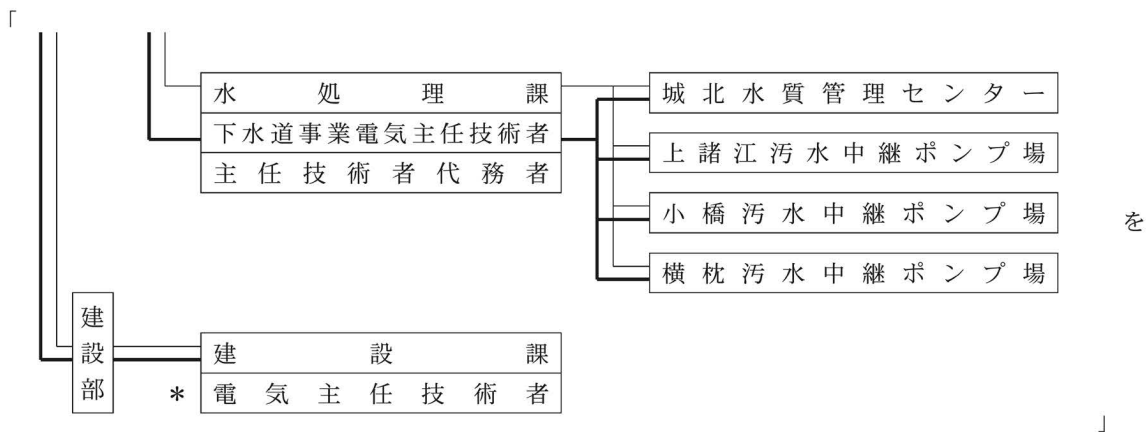 「
水処理課
下水道事業電気主任技術者
主任技術者代務者
城北水質管理センター
上諸江汚水中継ポンプ場
小橋汚水中継ポンプ場
横枕汚水中継ポンプ場
を
建設部
建設課
＊電気主任技術者
」